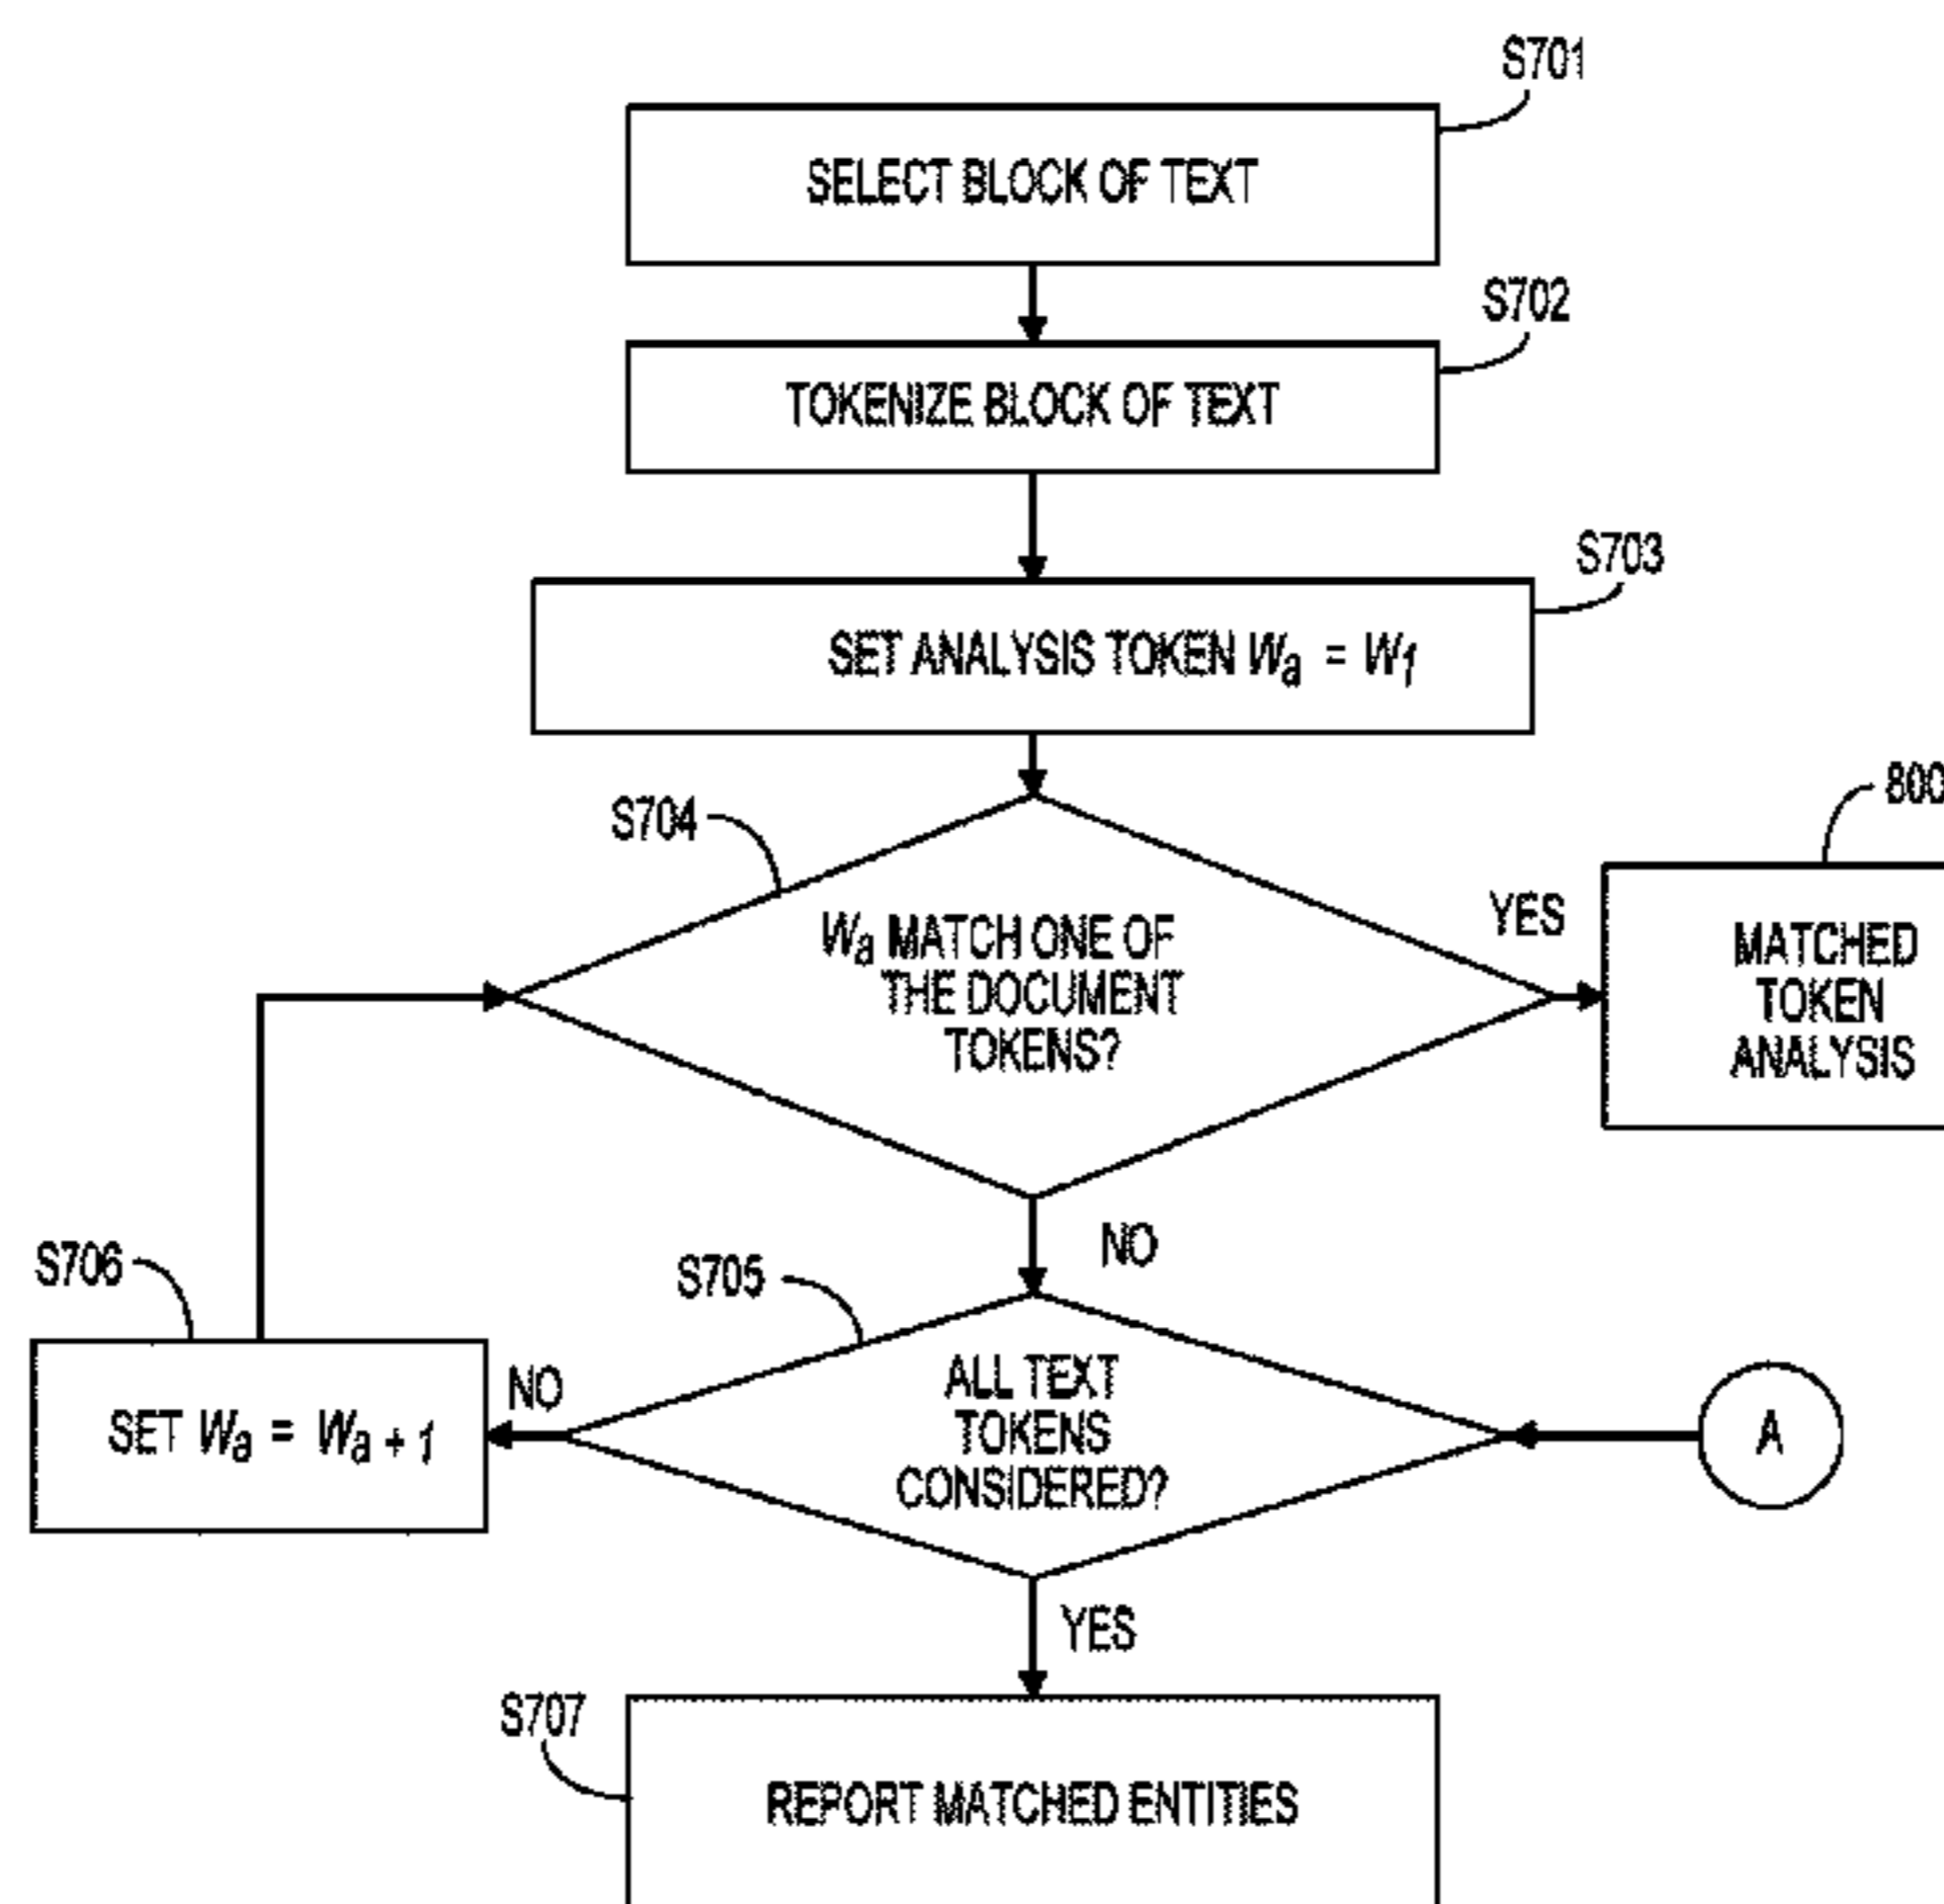 S701
SELECT BLOCK OF TEXT
S702
TOKENIZE BLOCK OF TEXT
S703
SET ANALYSIS TOKEN Wa = W1
S704
800
Wa MATCH ONE OF
THE DOCUMENT
TOKENS?
YES
MATCHED
TOKEN
ANALYSIS
NO
S706
S705
SET Wa = Wa + 1
NO
ALL TEXT
TOKENS
CONSIDERED?
A
YES
S707
REPORT MATCHED ENTITIES